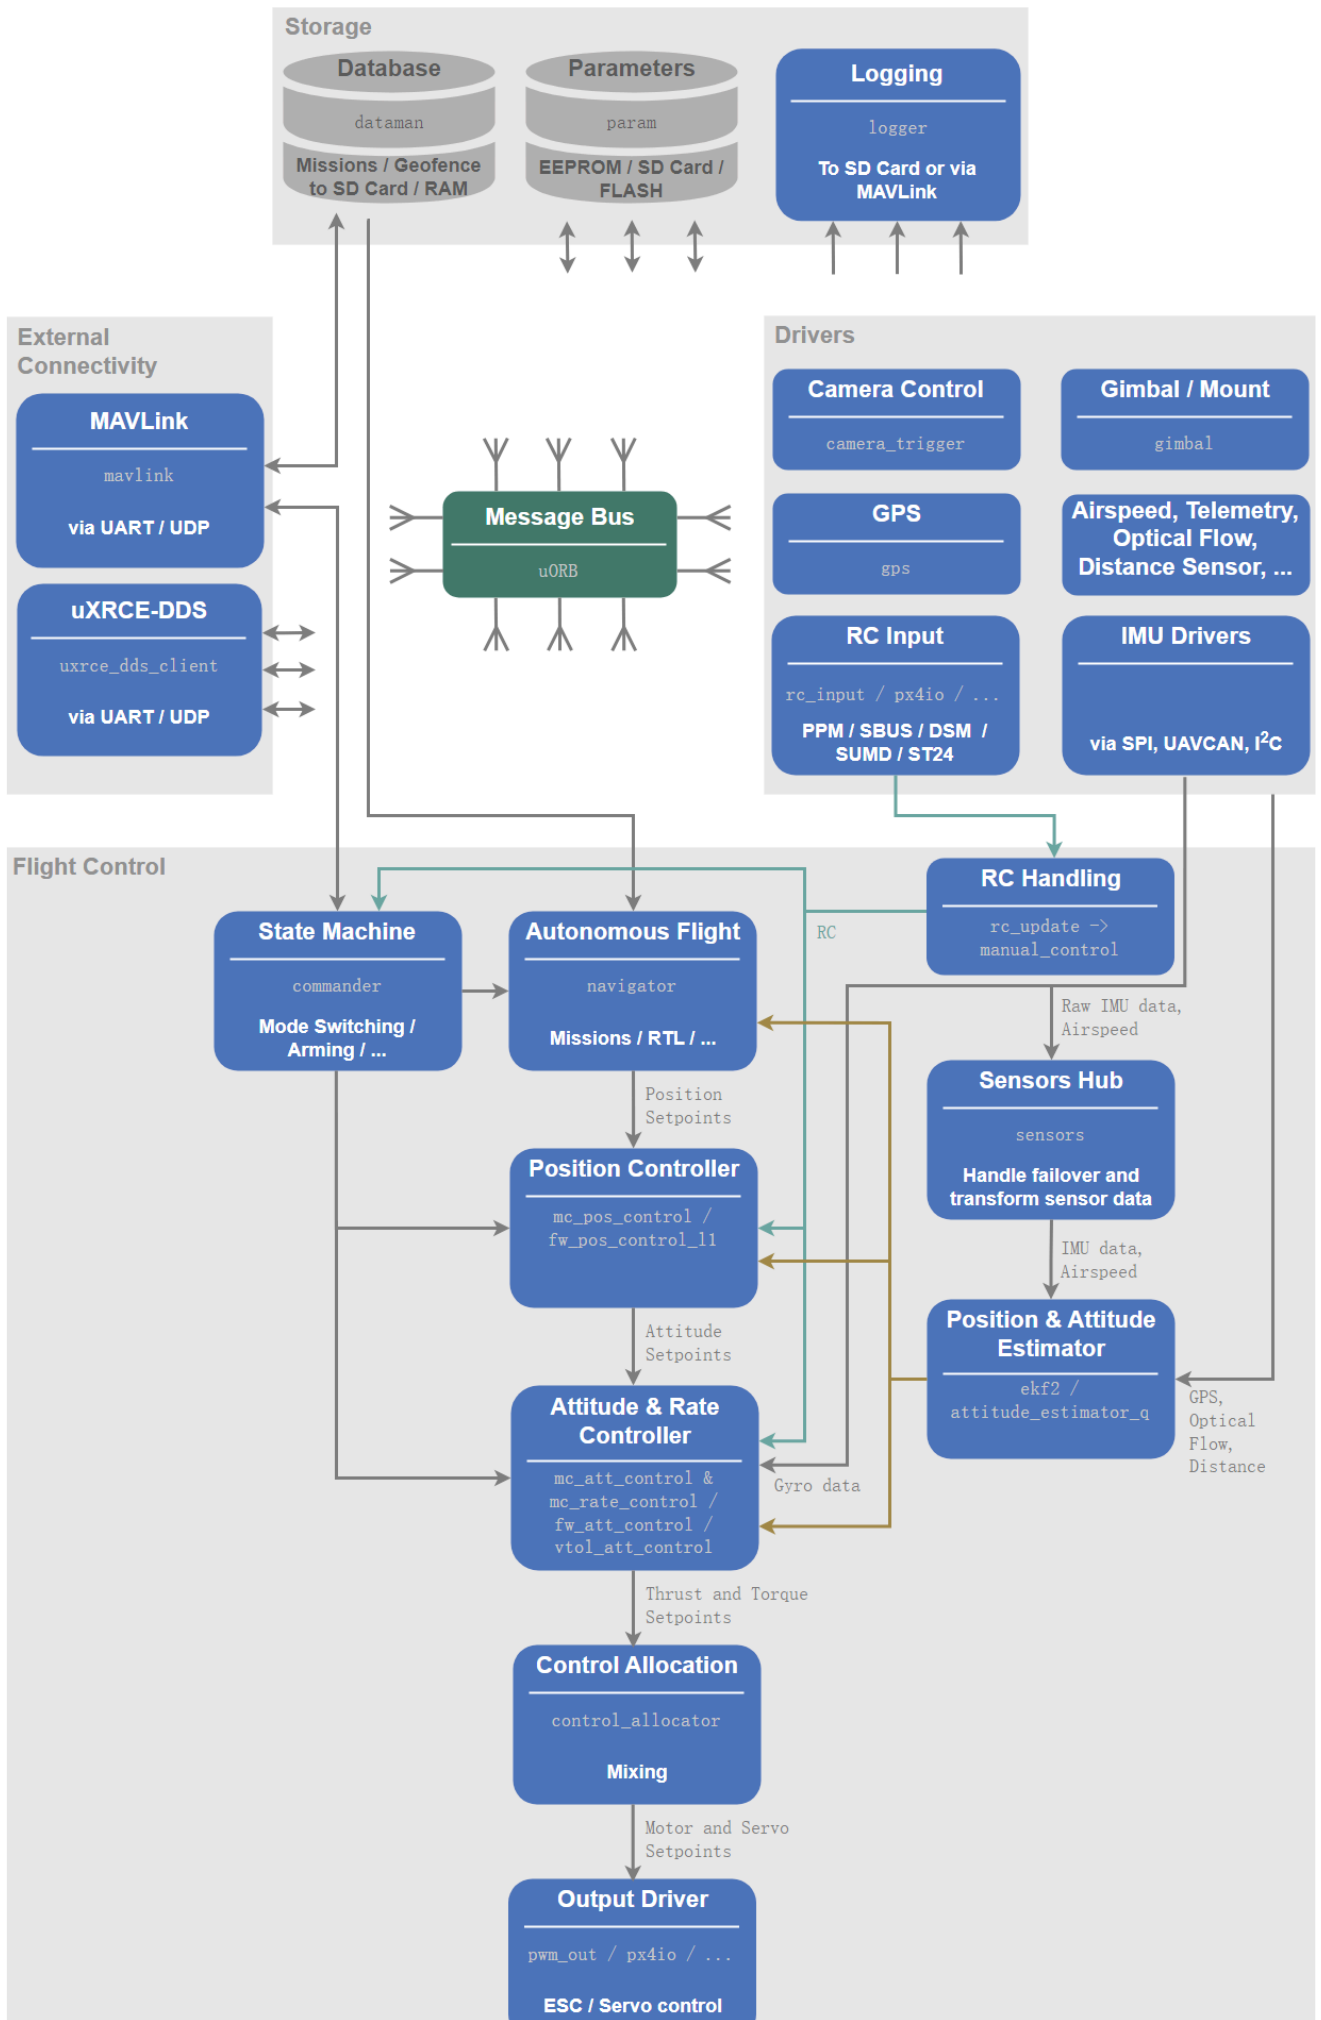 Storage
Database
dataman
Missions / Geofence
to SD Card / RAM
Parameters
param
EEPROM / SD Card /
FLASH
Logging
logger
To SD Card or via
MAVLink
External
Connectivity
MAVLink
mavlink
via UART / UDP
uXRCE-DDS
uxrce_dds_client
via UART / UDP
Message Bus
uORB
Drivers
Camera Control
camera_trigger
Gimbal / Mount
gimbal
GPS
gps
Airspeed, Telemetry,
Optical Flow,
Distance Sensor, ...
RC Input
rc_input / px4io / ...
PPM / SBUS / DSM /
SUMD / ST24
IMU Drivers
via SPI, UAVCAN, I²C
Flight Control
State Machine
commander
Mode Switching /
Arming / ...
Autonomous Flight
navigator
Missions / RTL / ...
RC
RC Handling
rc_update ->
manual_control
Raw IMU data,
Airspeed
Sensors Hub
sensors
Handle failover and
transform sensor data
Position
Setpoints
Position Controller
mc_pos_control /
fw_pos_control_l1
IMU data,
Airspeed
Position & Attitude
Estimator
ekf2 /
attitude_estimator_q
GPS,
Optical
Flow,
Distance
Attitude
Setpoints
Attitude & Rate
Controller
mc_att_control &
mc_rate_control /
fw_att_control /
vtol_att_control
Gyro data
Thrust and Torque
Setpoints
Control Allocation
control_allocator
Mixing
Motor and Servo
Setpoints
Output Driver
pwm_out / px4io / ...
ESC / Servo control